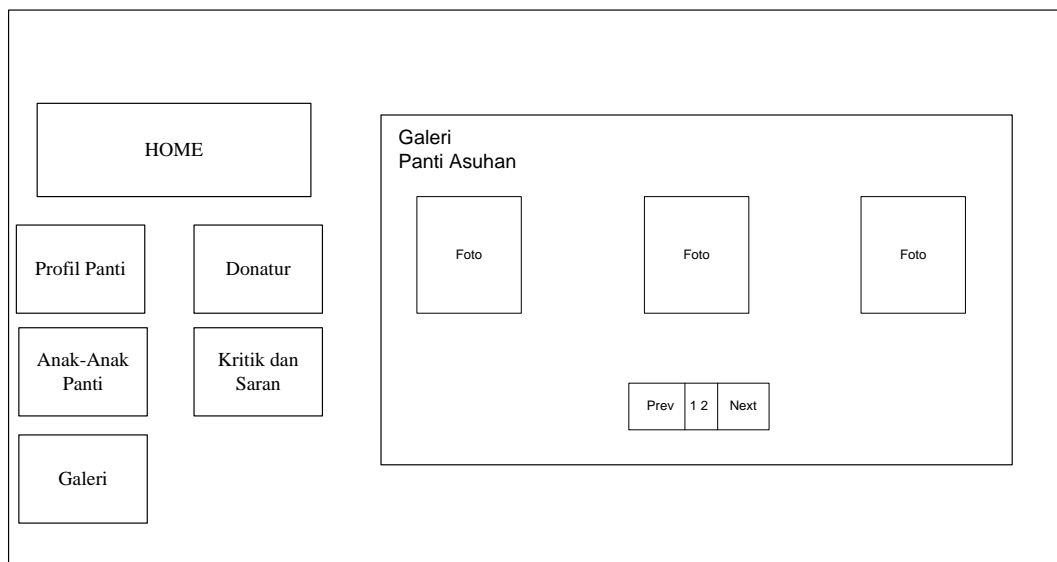 HOME
Profil Panti
Donatur
Anak-Anak
Panti
Kritik dan
Saran
Galeri
Galeri
Panti Asuhan
Foto
Foto
Foto
Prev
1 2
Next